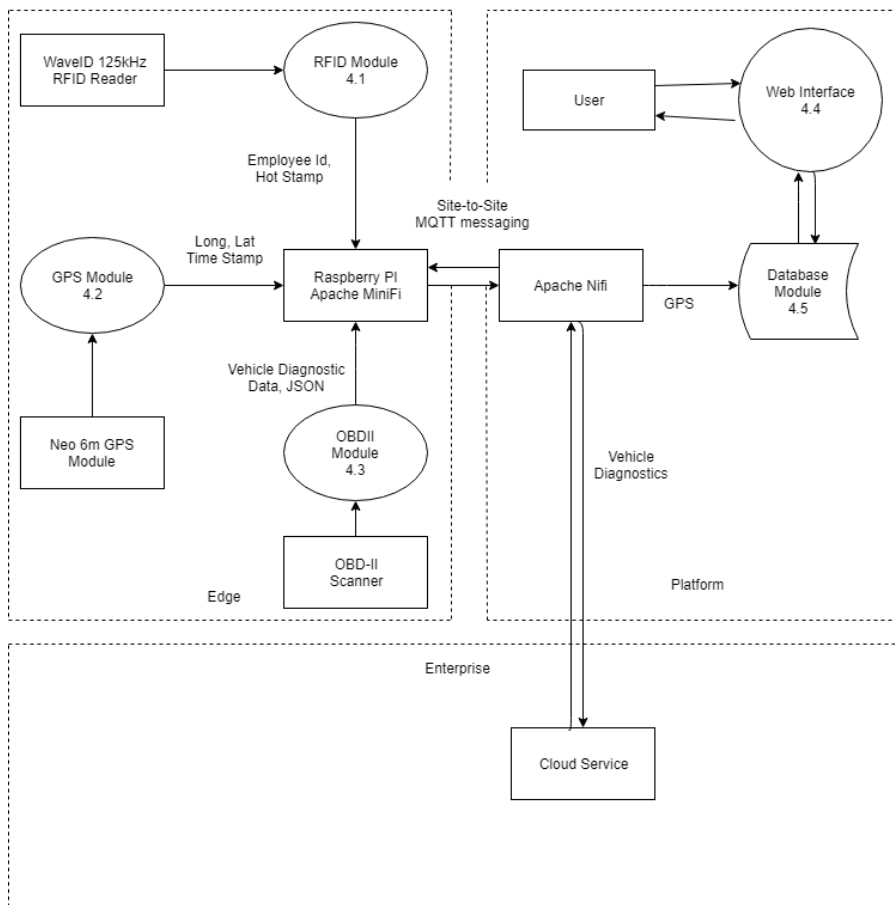 WaveID 125kHz
RFID Reader
RFID Module
4.1
User
Web Interface
4.4
Employee Id,
Hot Stamp
Site-to-Site
MQTT messaging
Long, Lat
Time Stamp
GPS Module
4.2
Raspberry PI
Apache MiniFi
Apache Nifi
GPS
Database
Module
4.5
Vehicle Diagnostic
Data, JSON
Neo 6m GPS
Module
OBDII
Module
4.3
Vehicle
Diagnostics
OBD-II
Scanner
Edge
Platform
Enterprise
Cloud Service